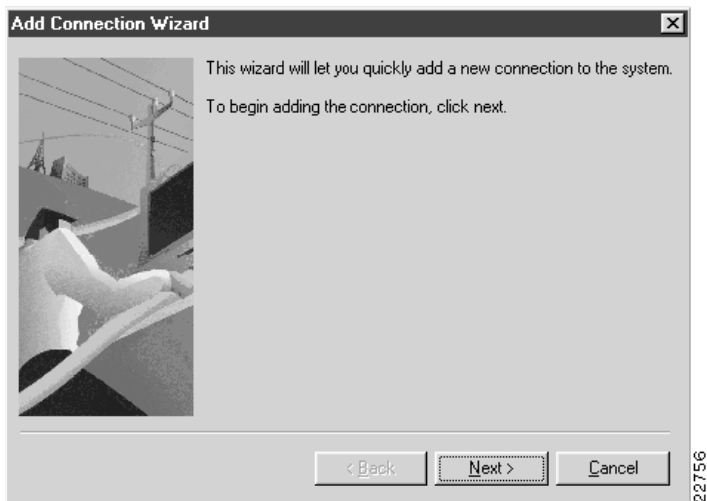 Add Connection Wizard
This wizard will let you quickly add a new connection to the system.
To begin adding the connection, click next.
< Back
Next >
Cancel
22756